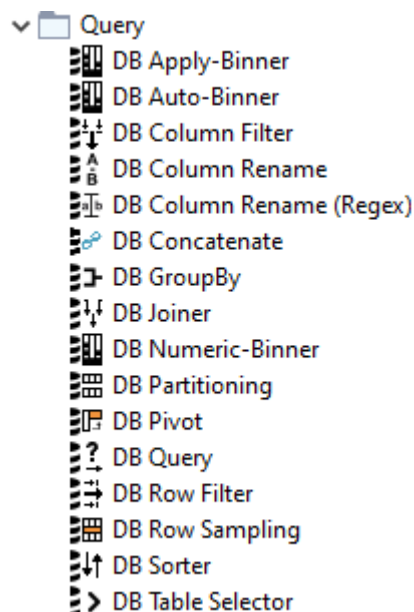 Query
DB Apply-Binner
DB Auto-Binner
DB Column Filter
DB Column Rename
DB Column Rename (Regex)
DB Concatenate
DB GroupBy
DB Joiner
DB Numeric-Binner
DB Partitioning
DB Pivot
DB Query
DB Row Filter
DB Row Sampling
DB Sorter
DB Table Selector